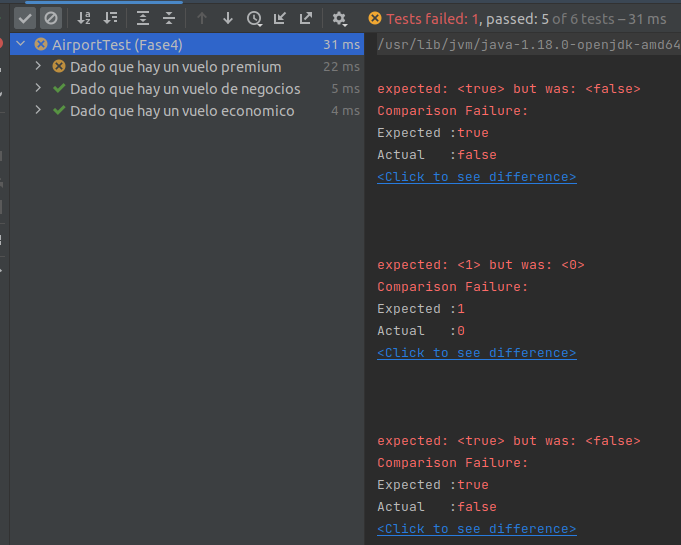 Tests failed: 1, passed: 5 of 6 tests – 31 ms
AirportTest (Fase4) 31 ms
Dado que hay un vuelo premium 22 ms
Dado que hay un vuelo de negocios 5 ms
Dado que hay un vuelo economico 4 ms
/usr/lib/jvm/java-1.18.0-openjdk-amd64
expected: <true> but was: <false>
Comparison Failure:
Expected :true
Actual   :false
<Click to see difference>
expected: <1> but was: <0>
Comparison Failure:
Expected :1
Actual   :0
<Click to see difference>
expected: <true> but was: <false>
Comparison Failure:
Expected :true
Actual   :false
<Click to see difference>